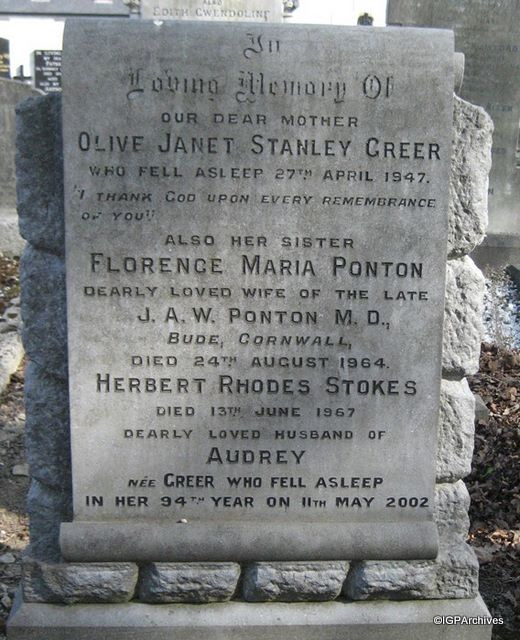 ALSO
EDITH GWENDOLINE
In
Loving Memory Of
OUR DEAR MOTHER
OLIVE JANET STANLEY GREER
WHO FELL ASLEEP 27TH APRIL 1947.
"I THANK GOD UPON EVERY REMEMBRANCE
OF YOU"
ALSO HER SISTER
FLORENCE MARIA PONTON
DEARLY LOVED WIFE OF THE LATE
J. A. W. PONTON M. D.,
BUDE, CORNWALL,
DIED 24TH AUGUST 1964.
HERBERT RHODES STOKES
DIED 13TH JUNE 1967
DEARLY LOVED HUSBAND OF
AUDREY
NÉE GREER WHO FELL ASLEEP
IN HER 94TH YEAR ON 11TH MAY 2002
©IGPArchives